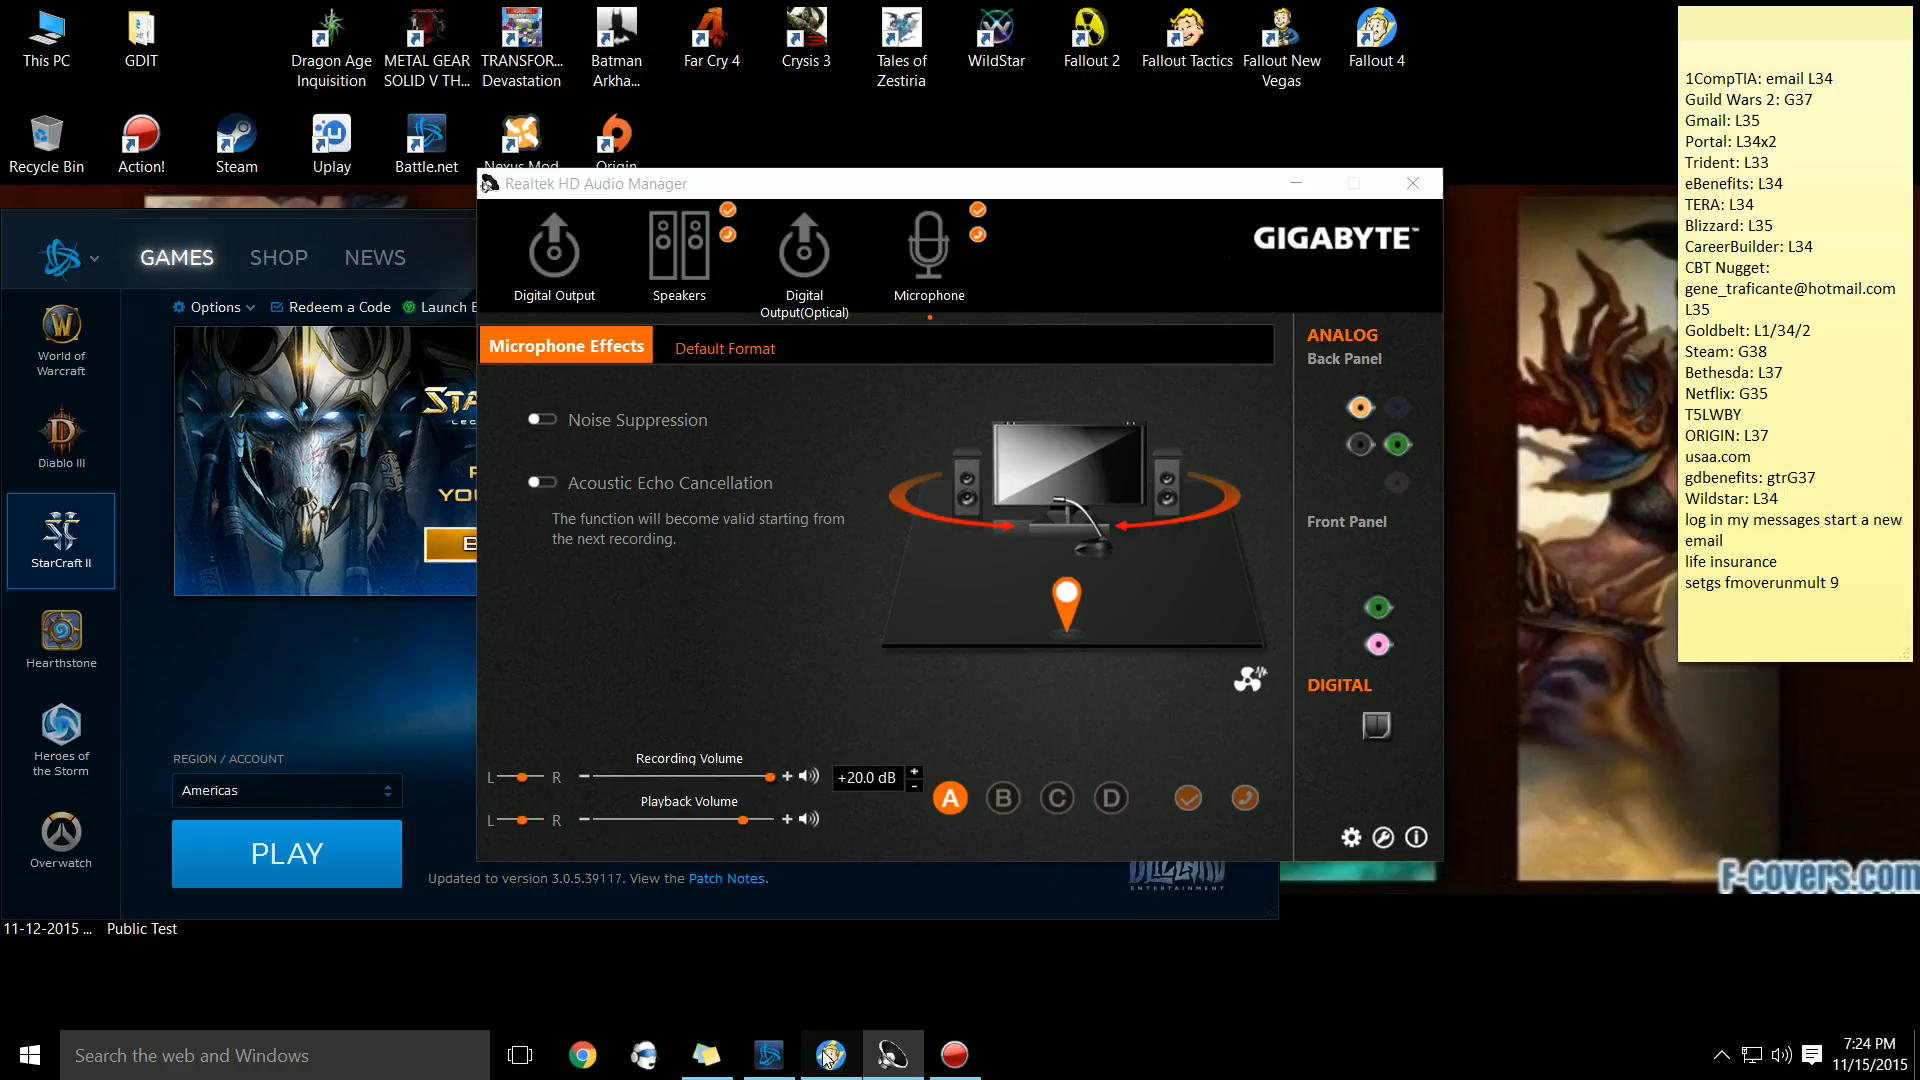 This PC
GDIT
Dragon Age
Inquisition
METAL GEAR
SOLID V TH...
TRANSFOR...
Devastation
Batman
Arkha...
Far Cry 4
Crysis 3
Tales of
Zestiria
WildStar
Fallout 2
Fallout Tactics
Fallout New
Vegas
Fallout 4
Recycle Bin
Action!
Steam
Uplay
Battle.net
Nexus Mod
Origin
1CompTIA: email L34
Guild Wars 2: G37
Gmail: L35
Portal: L34x2
Trident: L33
eBenefits: L34
TERA: L34
Blizzard: L35
CareerBuilder: L34
CBT Nugget:
gene_traficante@hotmail.com
L35
Goldbelt: L1/34/2
Steam: G38
Bethesda: L37
Netflix: G35
T5LWBY
ORIGIN: L37
usaa.com
gdbenefits: gtrG37
Wildstar: L34
log in my messages start a new
email
life insurance
setgs fmoverunmult 9
Realtek HD Audio Manager
Digital Output
Speakers
Digital
Output(Optical)
Microphone
GIGABYTE™
Microphone Effects
Default Format
Noise Suppression
Acoustic Echo Cancellation
The function will become valid starting from
the next recording.
ANALOG
Back Panel
Front Panel
DIGITAL
Recording Volume
L R +20.0 dB
Playback Volume
L R
A B C D
GAMES
SHOP
NEWS
Options
Redeem a Code
Launch
World of
Warcraft
Diablo III
StarCraft II
Hearthstone
Heroes of
the Storm
Overwatch
REGION / ACCOUNT
Americas
PLAY
Updated to version 3.0.5.39117. View the Patch Notes.
BLIZZARD
ENTERTAINMENT
F-covers.com
11-12-2015 ...
Public Test
Search the web and Windows
7:24 PM
11/15/2015